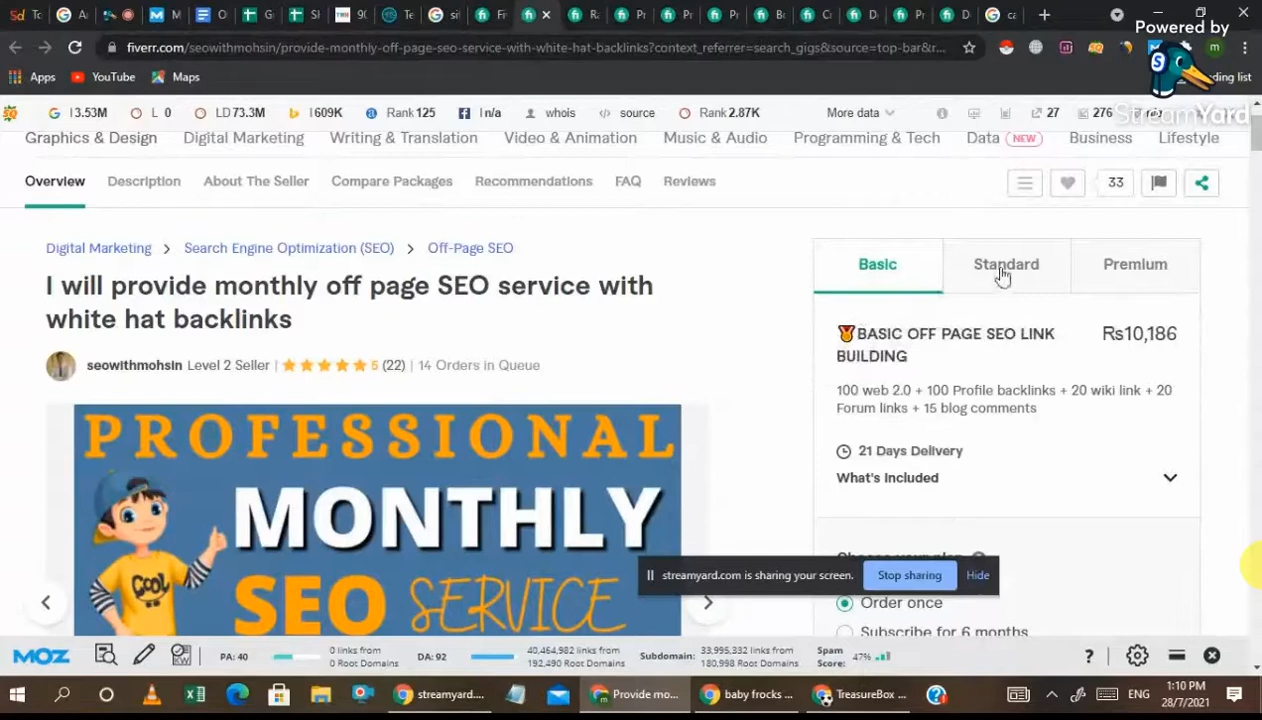 Powered by
StreamYard
fiverr.com/seowithmohsin/provide-monthly-off-page-seo-service-with-white-hat-backlinks?context_referrer=search_gigs&source=top-bar&r...
Apps YouTube Maps
I 3.53M L 0 LD 73.3M I 609K Rank 125 I n/a whois source Rank 2.87K More data 27 276
Graphics & Design Digital Marketing Writing & Translation Video & Animation Music & Audio Programming & Tech Data NEW Business Lifestyle
Overview Description About The Seller Compare Packages Recommendations FAQ Reviews 33
Digital Marketing > Search Engine Optimization (SEO) > Off-Page SEO
I will provide monthly off page SEO service with
white hat backlinks
seowithmohsin Level 2 Seller | 5 (22) | 14 Orders in Queue
PROFESSIONAL
MONTHLY
SEO SERVICE
COOL
Basic Standard Premium
BASIC OFF PAGE SEO LINK
BUILDING
Rs10,186
100 web 2.0 + 100 Profile backlinks + 20 wiki link + 20
Forum links + 15 blog comments
21 Days Delivery
What's Included
streamyard.com is sharing your screen. Stop sharing Hide
Order once
Subscribe for 6 months
MOZ PA: 40 0 links from
0 Root Domains DA: 92 40,464,982 links from
192,490 Root Domains Subdomain: 33,995,332 links from
180,998 Root Domains Spam
Score: 47%
streamyard.... Provide mo... baby frocks ... TreasureBox ... ENG 1:10 PM
28/7/2021